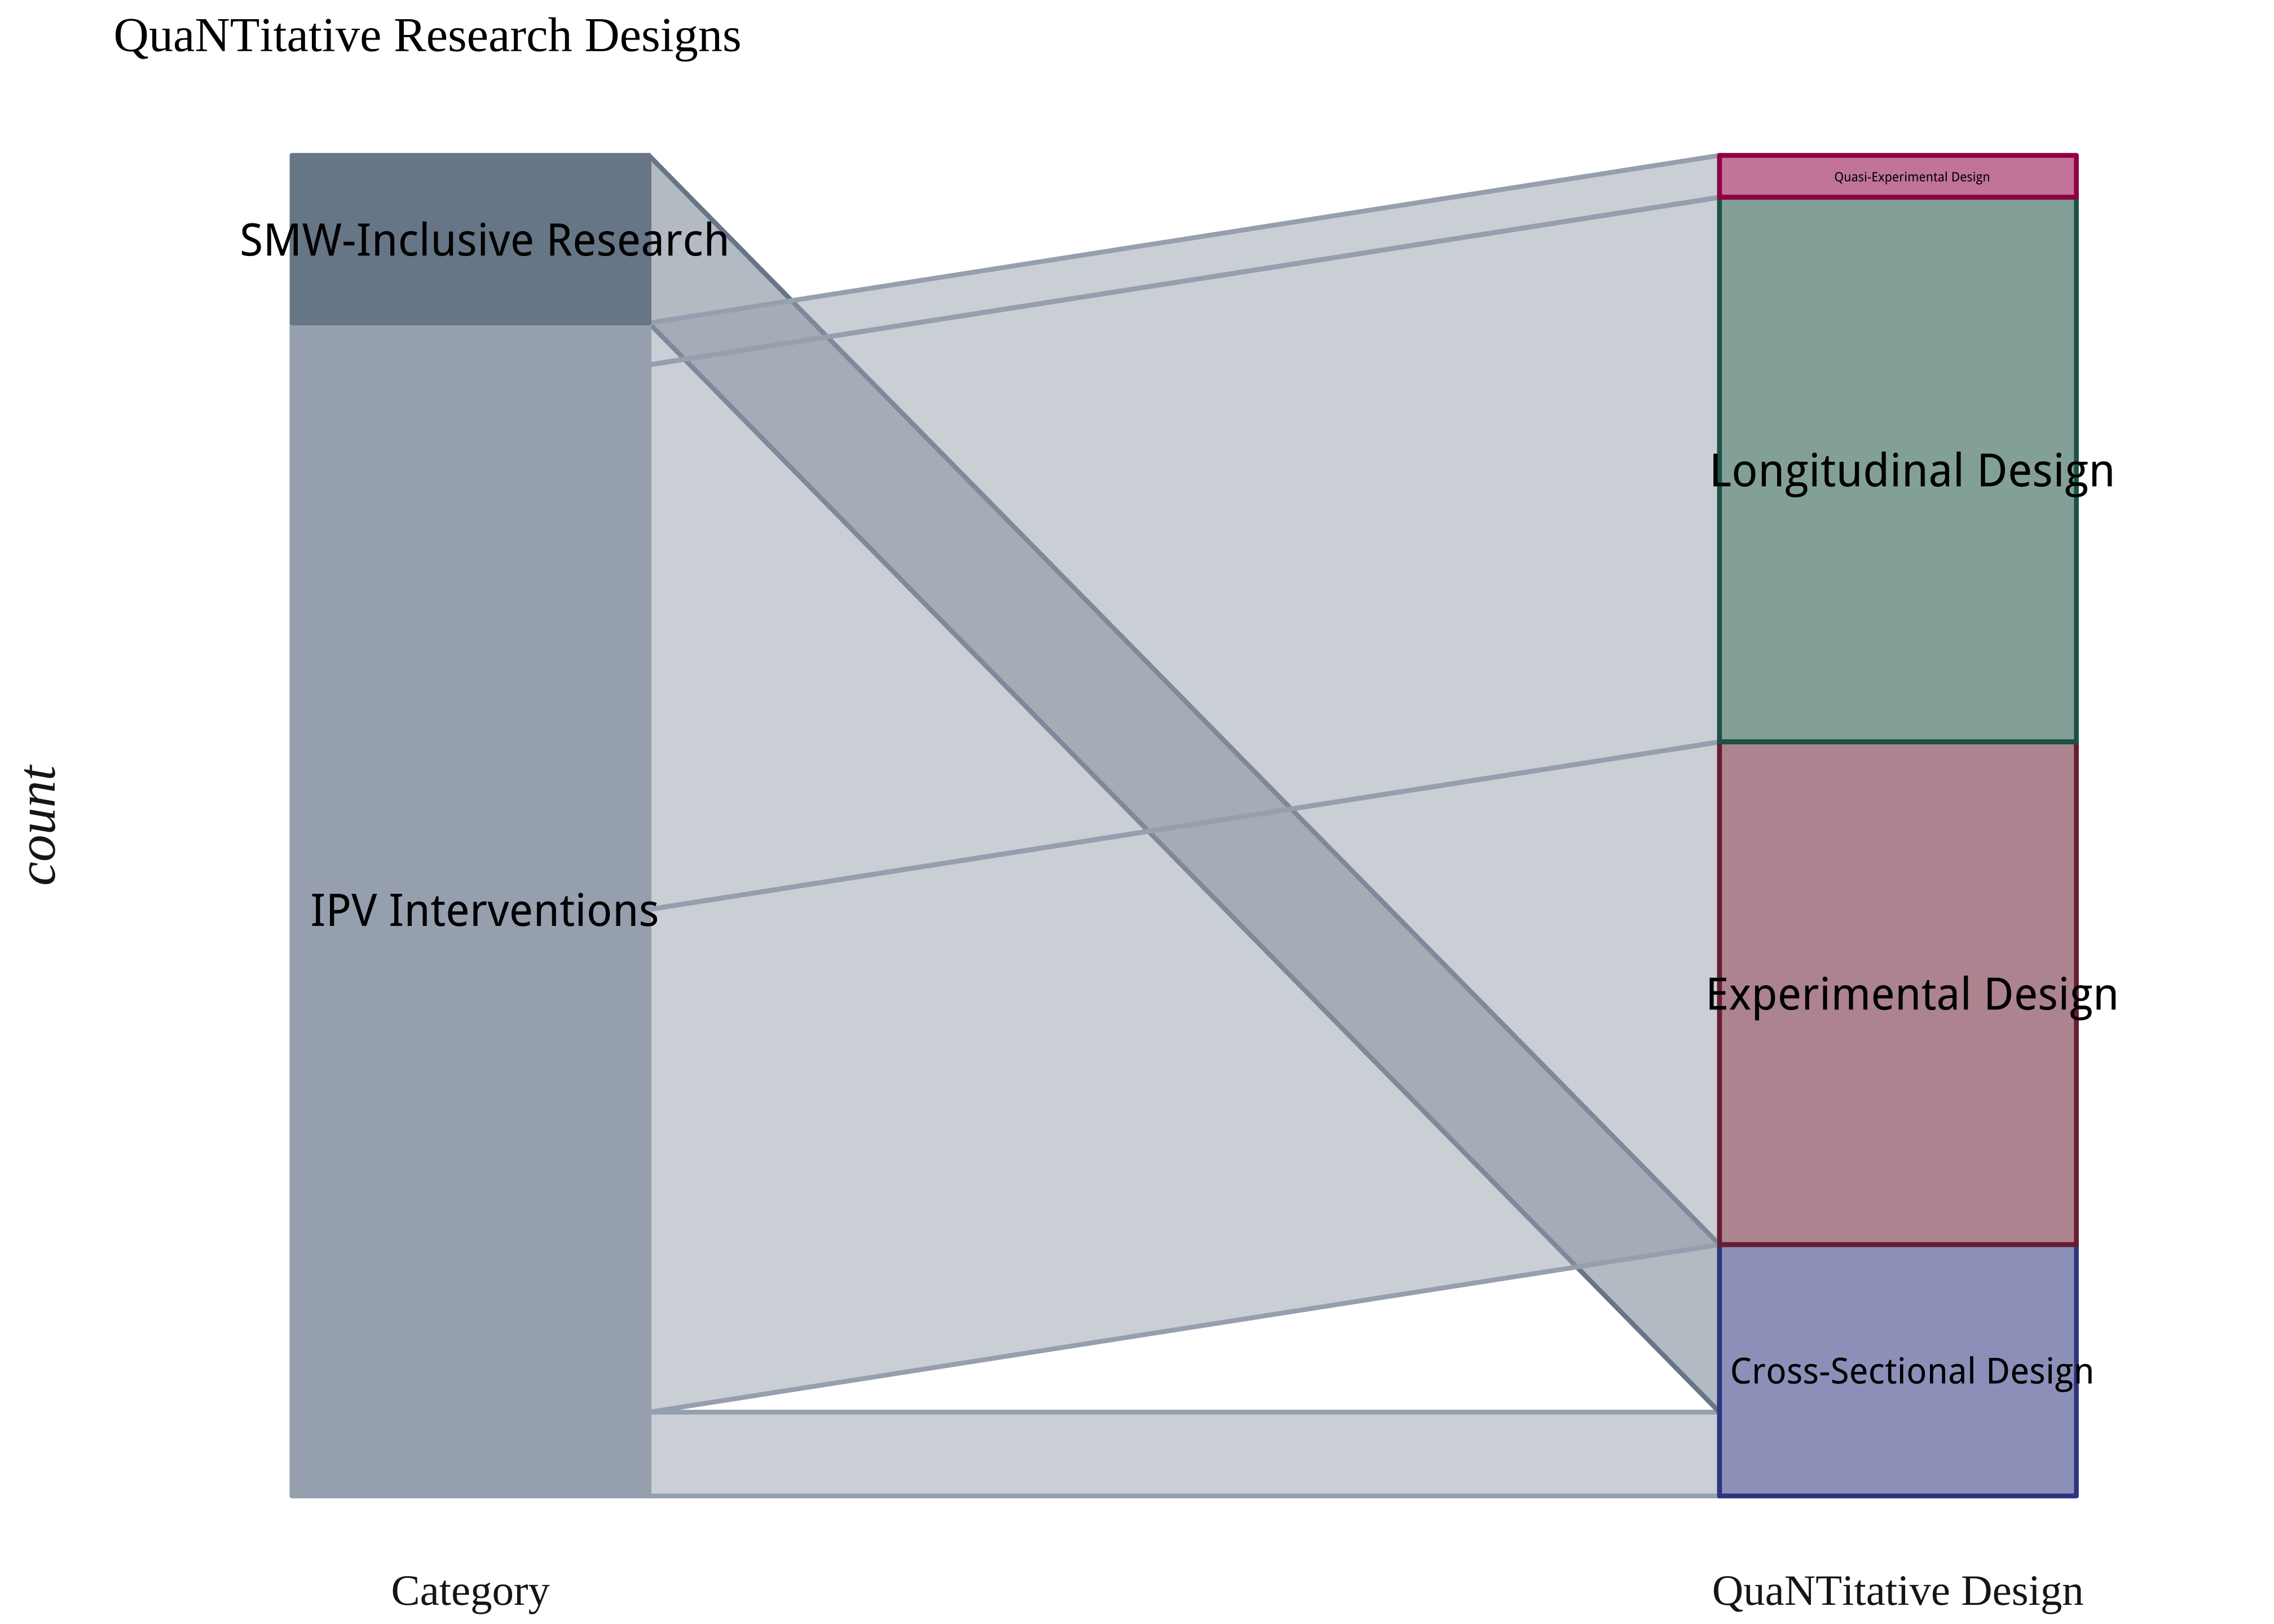 QuaNTitative Research Designs
Quasi-Experimental Design
SMW-Inclusive Research
Longitudinal Design
count
IPV Interventions
Experimental Design
Cross-Sectional Design
Category
QuaNTitative Design